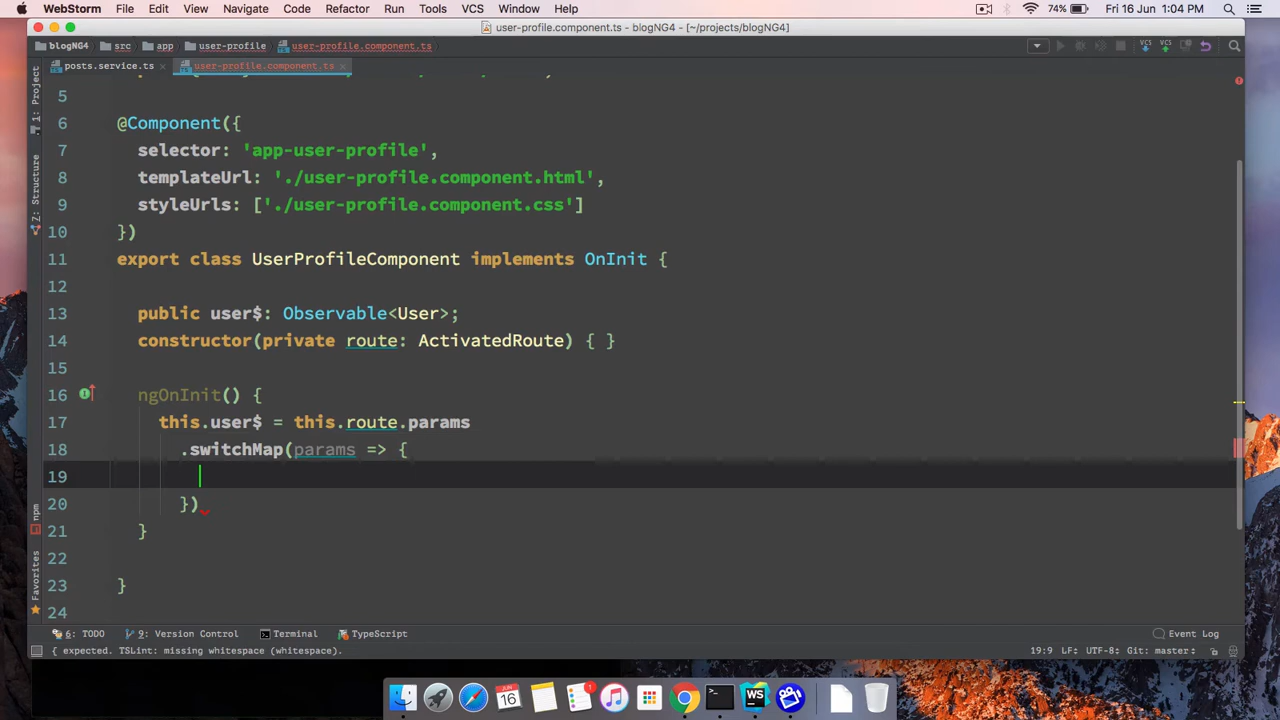 WebStorm File Edit View Navigate Code Refactor Run Tools VCS Window Help 74% Fri 16 Jun 1:04 PM
user-profile.component.ts - blogNG4 - [~/projects/blogNG4]
blogNG4 src app user-profile user-profile.component.ts
posts.service.ts user-profile.component.ts
1: Project
Z: Structure
npm
Favorites
5
6 @Component({
7 selector: 'app-user-profile',
8 templateUrl: './user-profile.component.html',
9 styleUrls: ['./user-profile.component.css']
10 })
11 export class UserProfileComponent implements OnInit {
12
13 public user$: Observable<User>;
14 constructor(private route: ActivatedRoute) { }
15
16 ngOnInit() {
17 this.user$ = this.route.params
18 .switchMap(params => {
19
20 })
21 }
22
23 }
24
6: TODO 9: Version Control Terminal TypeScript Event Log
{ expected. TSLint: missing whitespace (whitespace). 19:9 LF: UTF-8: Git: master: